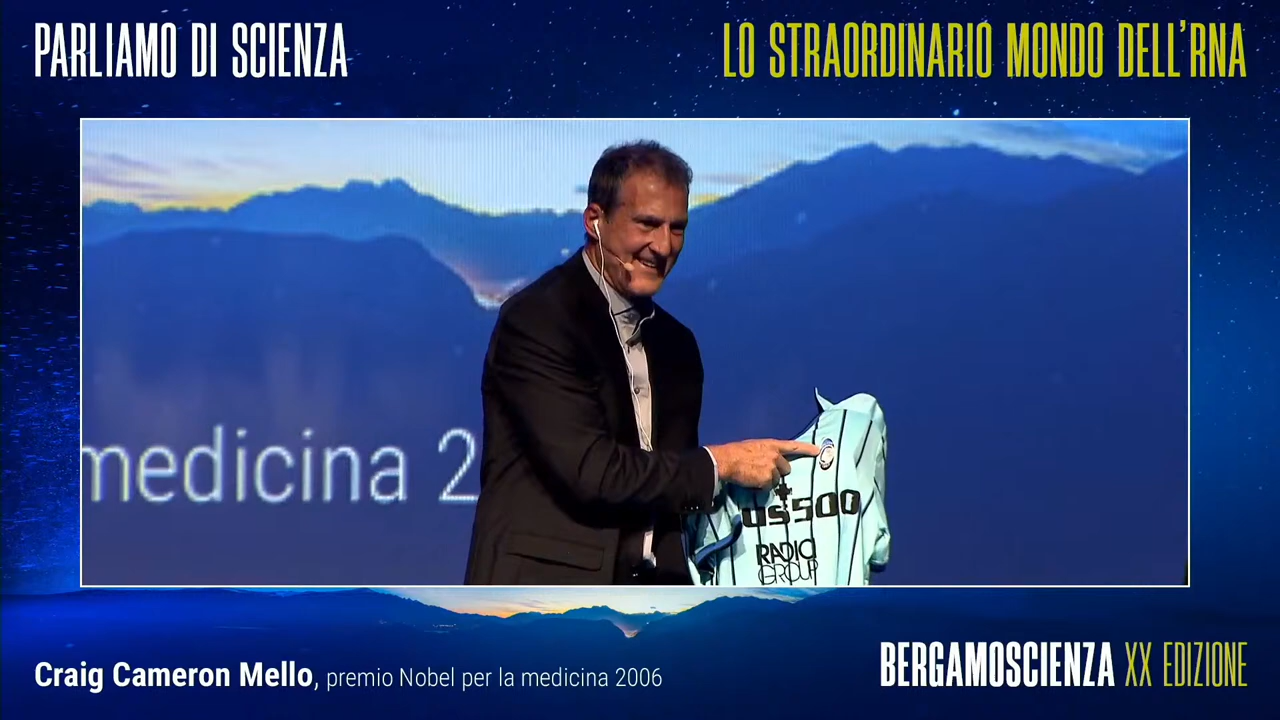 PARLIAMO DI SCIENZA
LO STRAORDINARIO MONDO DELL'RNA
medicina 2
us500
RADIO
GROUP
Craig Cameron Mello, premio Nobel per la medicina 2006
BERGAMOSCIENZA XX EDIZIONE